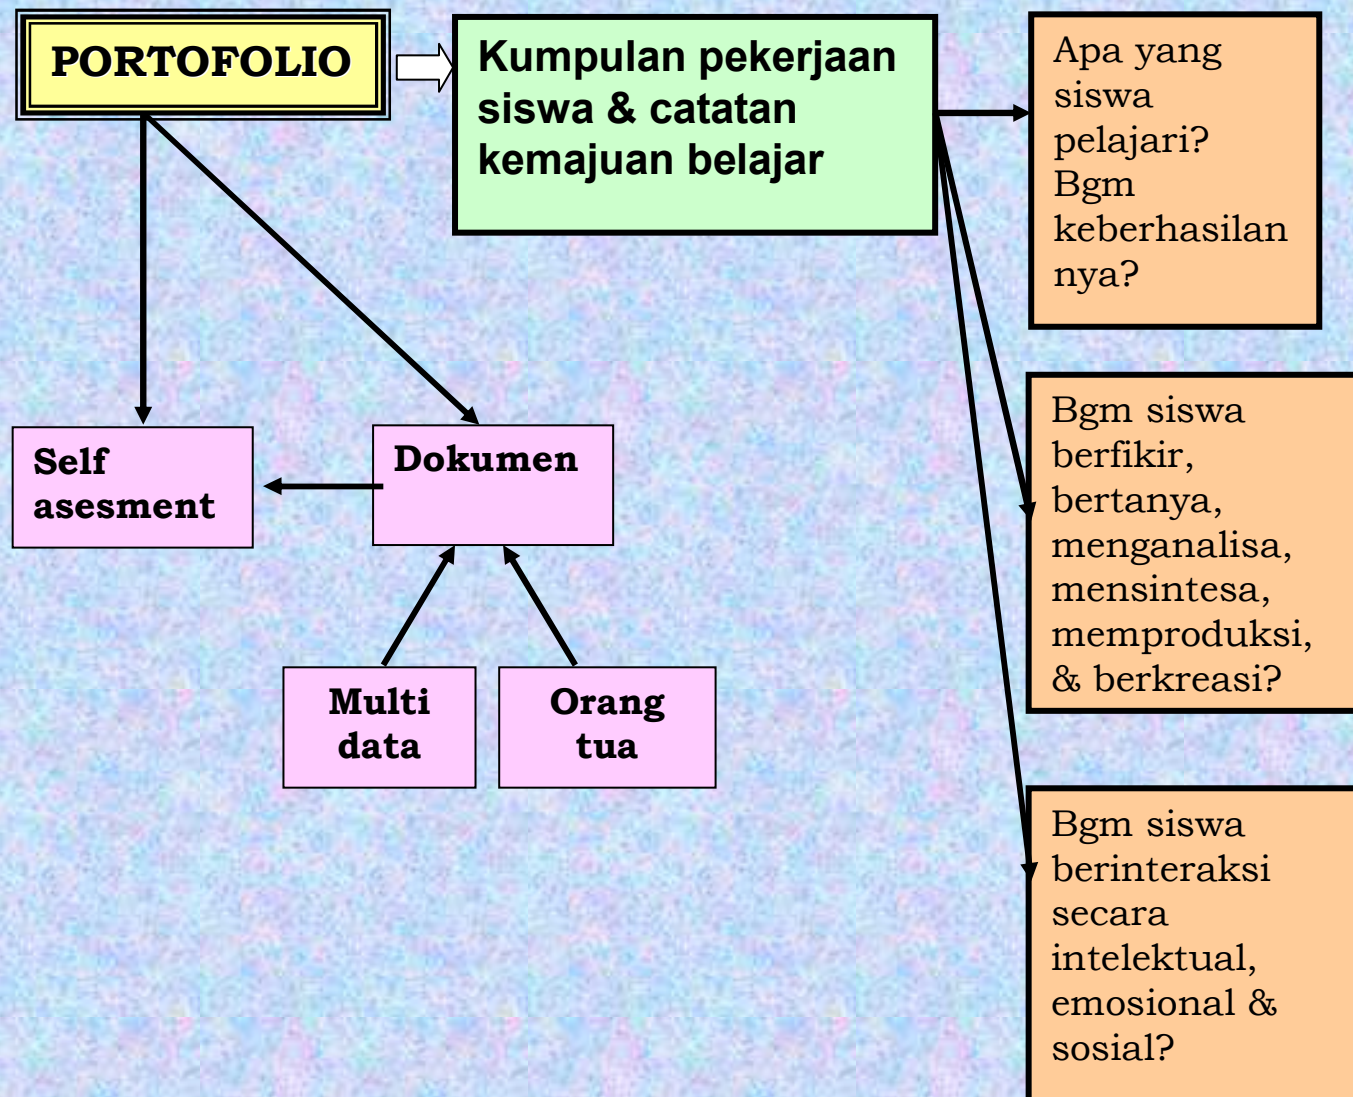 PORTOFOLIO
Kumpulan pekerjaan
siswa & catatan
kemajuan belajar
Apa yang
siswa
pelajari?
Bgm
keberhasilan
nya?
Bgm siswa
berfikir,
bertanya,
menganalisa,
mensintesa,
memproduksi,
& berkreasi?
Bgm siswa
berinteraksi
secara
intelektual,
emosional &
sosial?
Self
asesment
Dokumen
Multi
data
Orang
tua